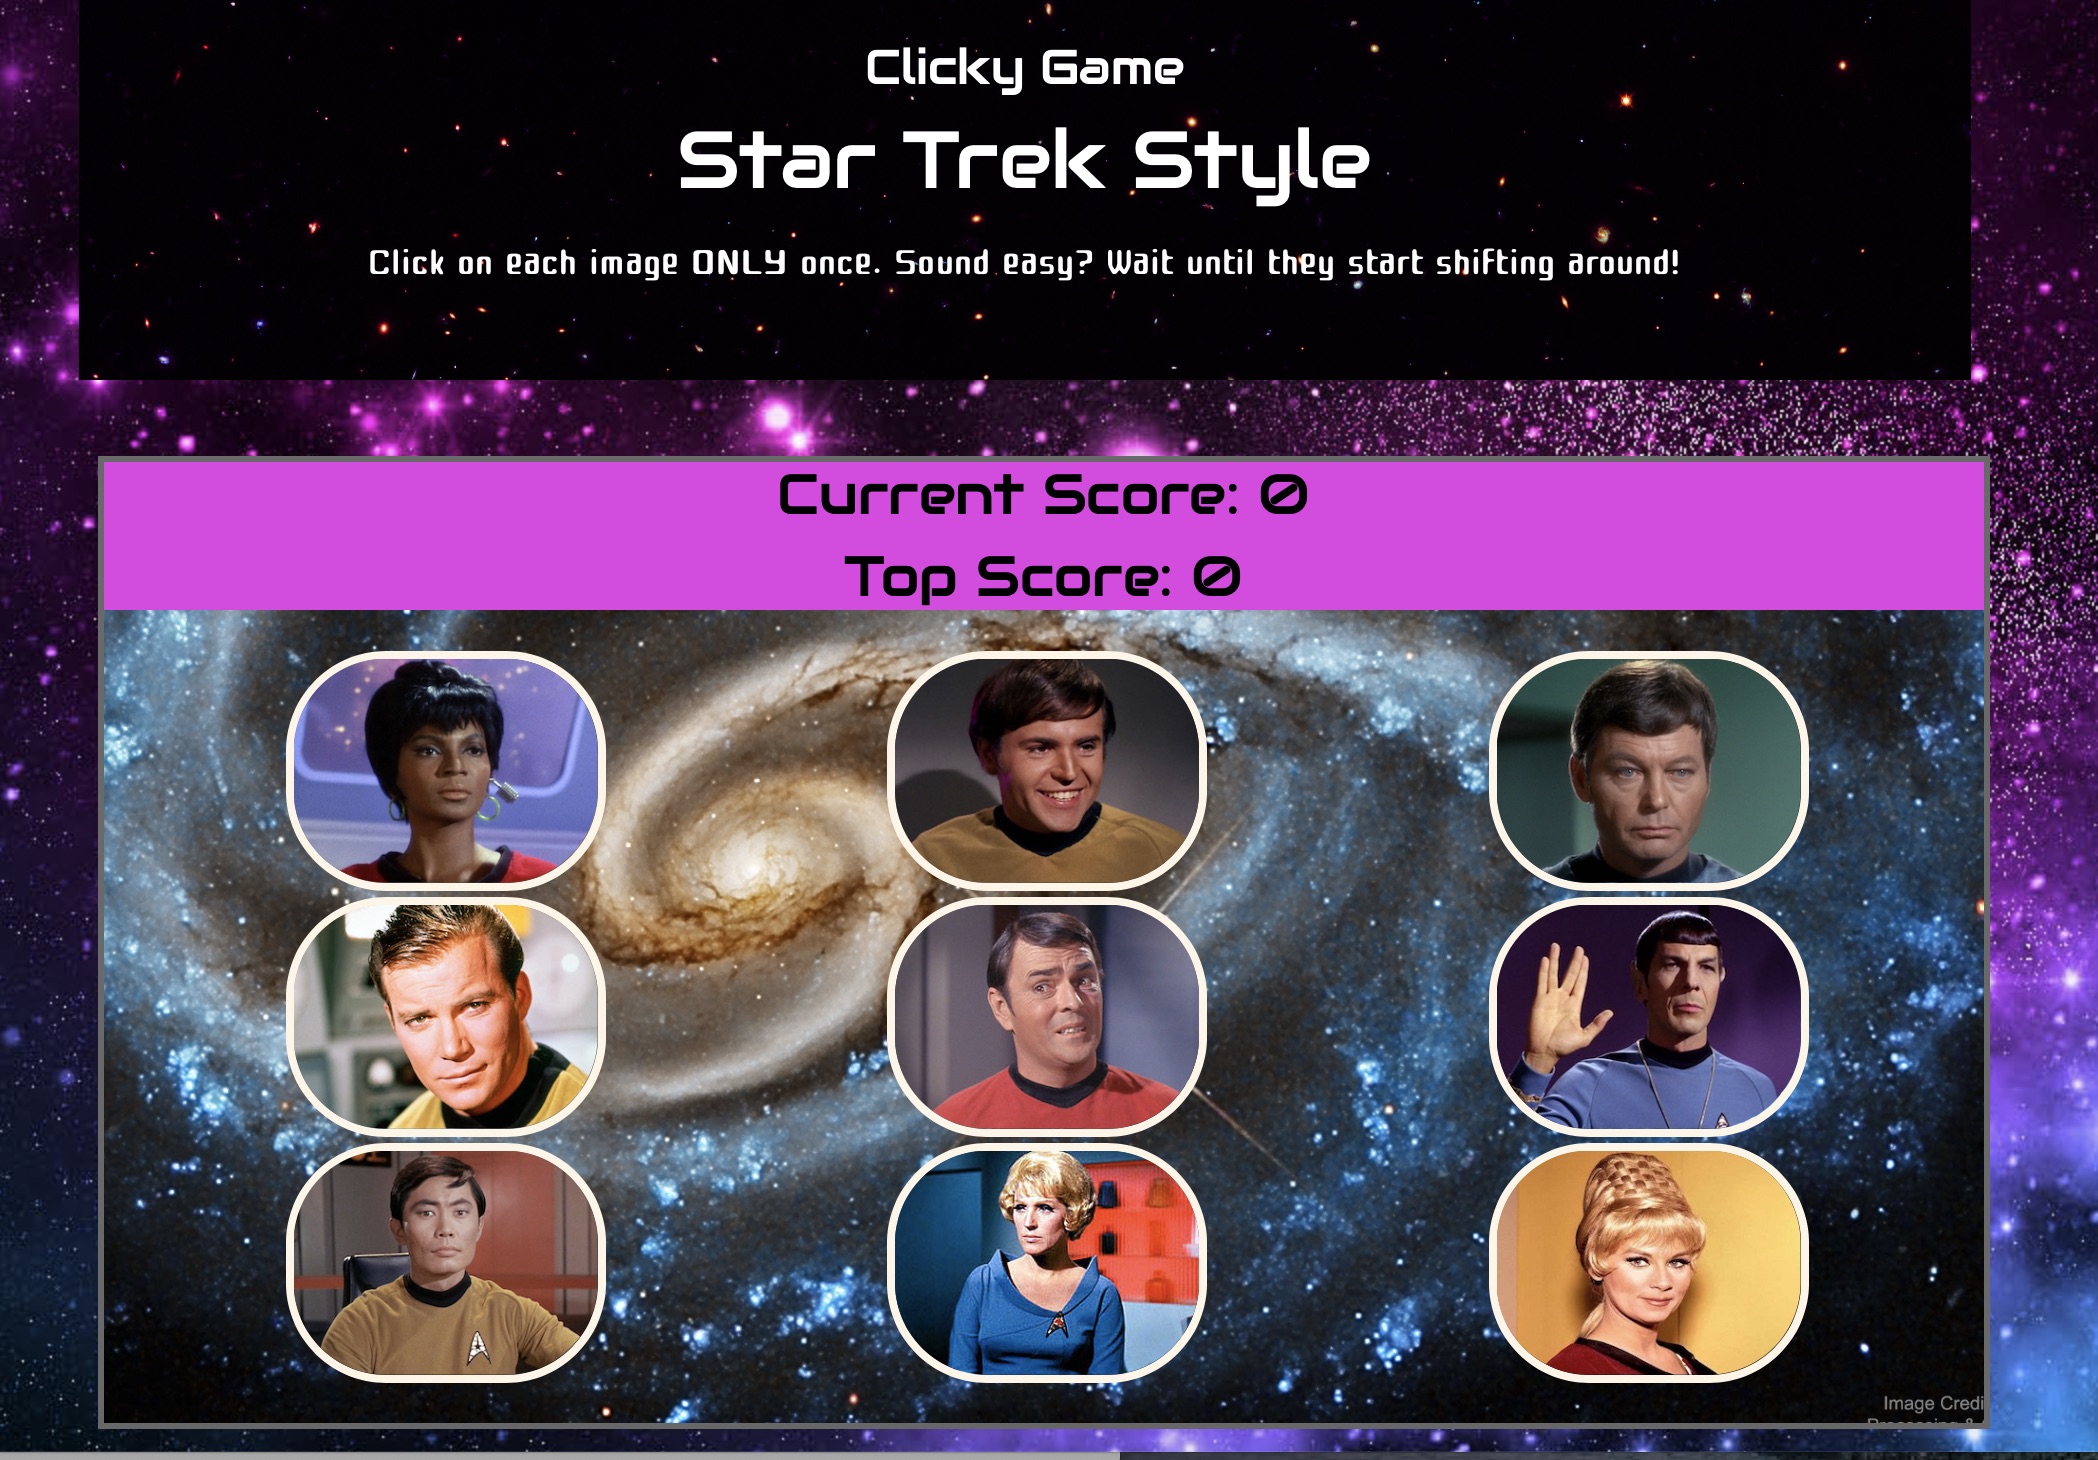 Clicky Game
Star Trek Style
Click on each image ONLY once. Sound easy? Wait until they start shifting around!
Current Score: 0
Top Score: 0
Image Credi
Processing &